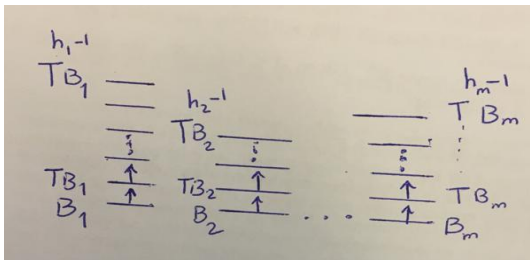 h₁-1
TB₁
h₂-1
TB₂
hₘ-1
T Bₘ
TB₁
B₁
TB₂
B₂
...
TBₘ
Bₘ